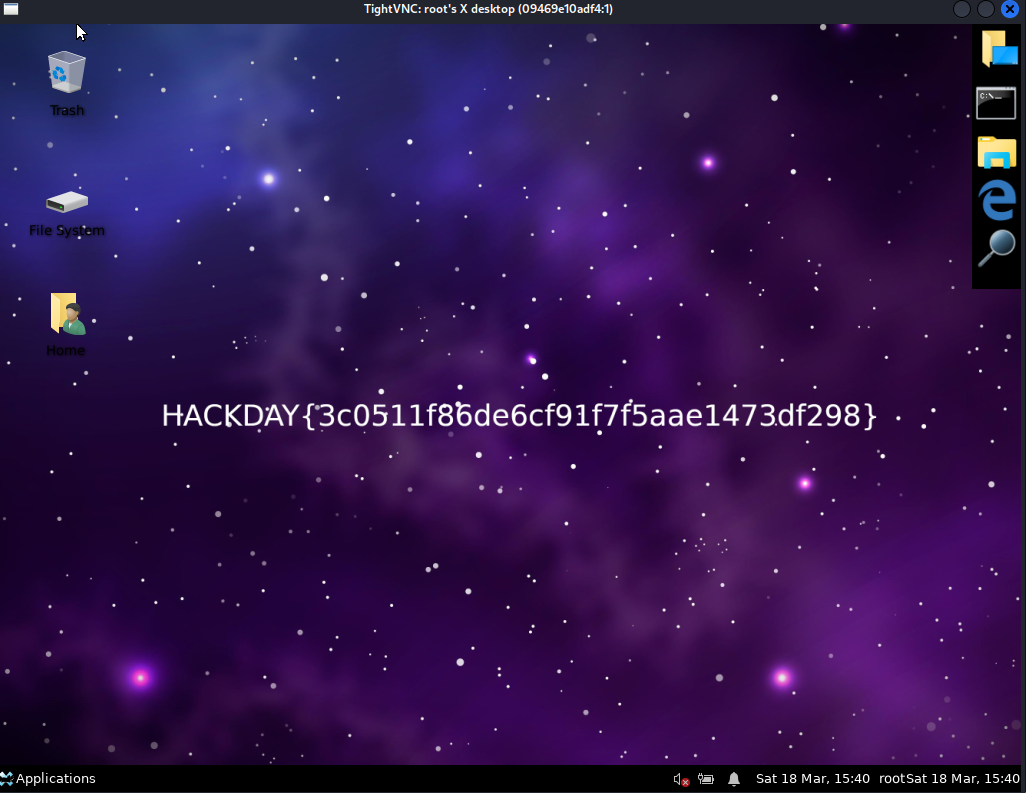 TightVNC: root's X desktop (09469e10adf4:1)
Trash
C:\
File System
Home
HACKDAY{3c0511f86de6cf91f7f5aae1473df298}
Applications
Sat 18 Mar, 15:40 rootSat 18 Mar, 15:40